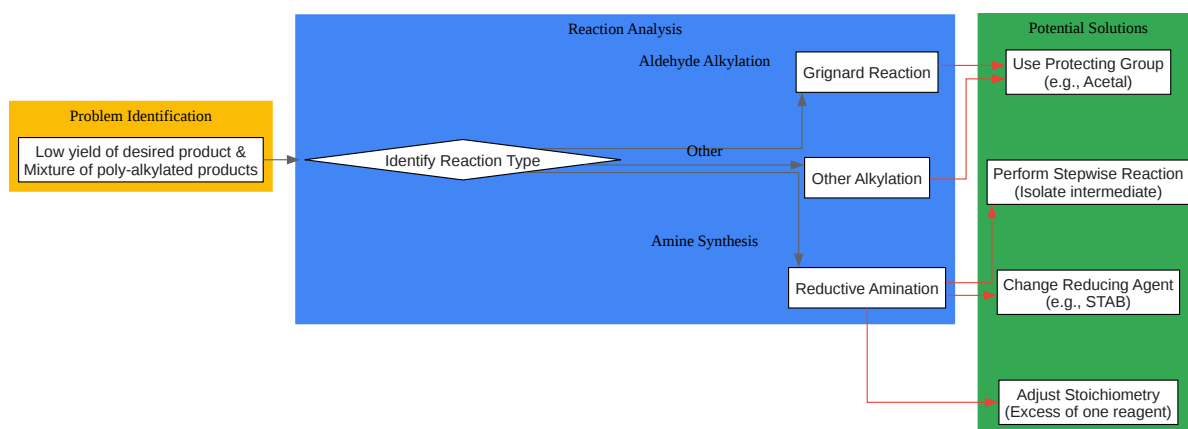 Problem Identification
Low yield of desired product &
Mixture of poly-alkylated products
Reaction Analysis
Identify Reaction Type
Aldehyde Alkylation
Grignard Reaction
Other
Other Alkylation
Amine Synthesis
Reductive Amination
Potential Solutions
Use Protecting Group
(e.g., Acetal)
Perform Stepwise Reaction
(Isolate intermediate)
Change Reducing Agent
(e.g., STAB)
Adjust Stoichiometry
(Excess of one reagent)